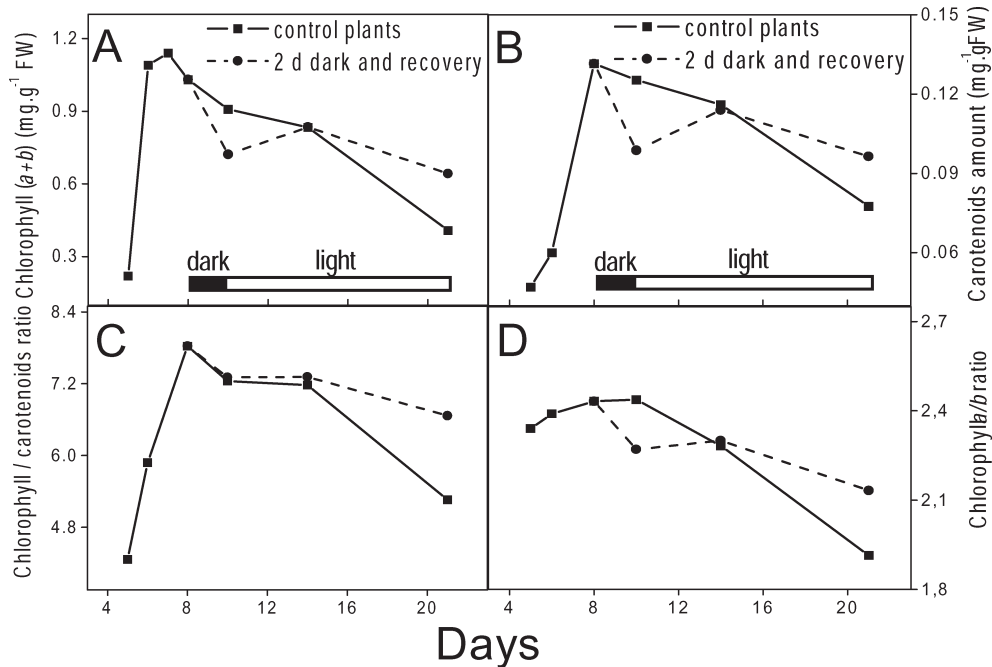 A
control plants
2 d dark and recovery
Chlorophyll (a+b) (mg.g⁻¹ FW)
1.2
0.9
0.6
0.3
dark
light
B
control plants
2 d dark and recovery
Carotenoids amount (mg.g¹FW)
0.15
0.12
0.09
0.06
dark
light
C
Chlorophyll / carotenoids ratio
8.4
7.2
6.0
4.8
4 8 12 16 20
D
Chlorophylla/bratio
2,7
2,4
2,1
1,8
4 8 12 16 20
Days